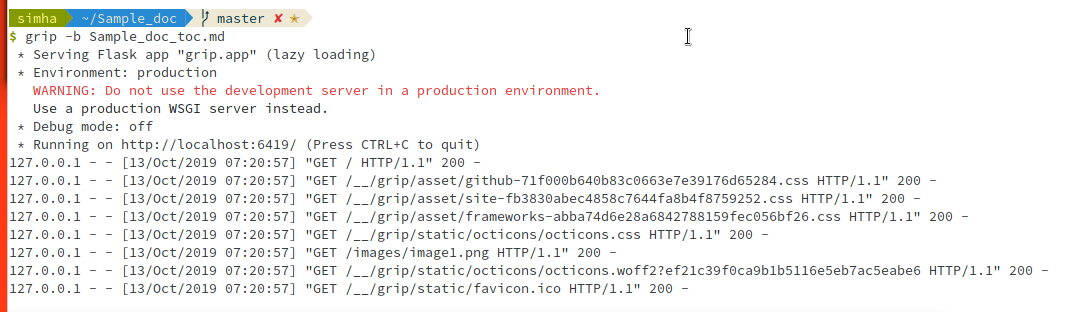 simha ~/Sample_doc master ✘ ★
$ grip -b Sample_doc_toc.md
* Serving Flask app "grip.app" (lazy loading)
* Environment: production
WARNING: Do not use the development server in a production environment.
Use a production WSGI server instead.
* Debug mode: off
* Running on http://localhost:6419/ (Press CTRL+C to quit)
127.0.0.1 - - [13/Oct/2019 07:20:57] "GET / HTTP/1.1" 200 -
127.0.0.1 - - [13/Oct/2019 07:20:57] "GET /__/grip/asset/github-71f000b640b83c0663e7e39176d65284.css HTTP/1.1" 200 -
127.0.0.1 - - [13/Oct/2019 07:20:57] "GET /__/grip/asset/site-fb3830abec4858c7644fa8b4f8759252.css HTTP/1.1" 200 -
127.0.0.1 - - [13/Oct/2019 07:20:57] "GET /__/grip/asset/frameworks-abba74d6e28a6842788159fec056bf26.css HTTP/1.1" 200 -
127.0.0.1 - - [13/Oct/2019 07:20:57] "GET /__/grip/static/octicons/octicons.css HTTP/1.1" 200 -
127.0.0.1 - - [13/Oct/2019 07:20:57] "GET /images/image1.png HTTP/1.1" 200 -
127.0.0.1 - - [13/Oct/2019 07:20:57] "GET /__/grip/static/octicons/octicons.woff2?ef21c39f0ca9b1b5116e5eb7ac5eabe6 HTTP/1.1" 200 -
127.0.0.1 - - [13/Oct/2019 07:20:57] "GET /__/grip/static/favicon.ico HTTP/1.1" 200 -